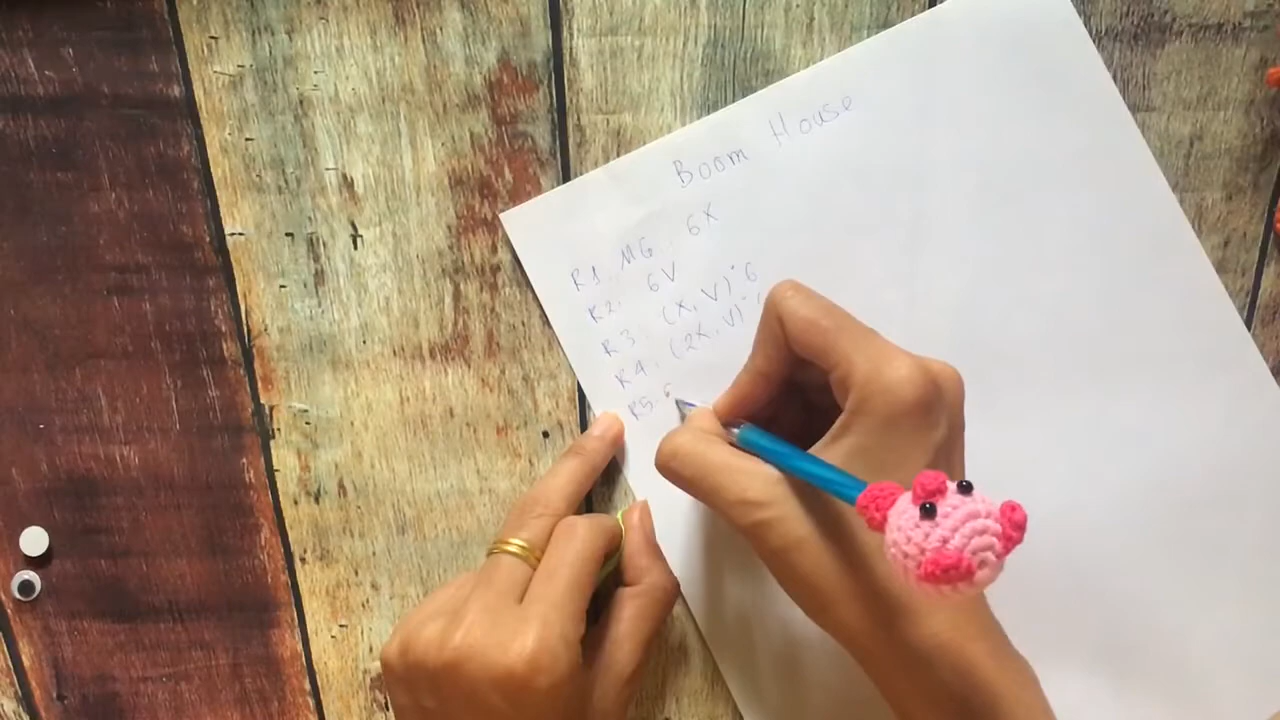 Boom House
R1. MG: 6X
R2. 6V
R3. (X, V)*6
R4. (2X, V)*
R5.